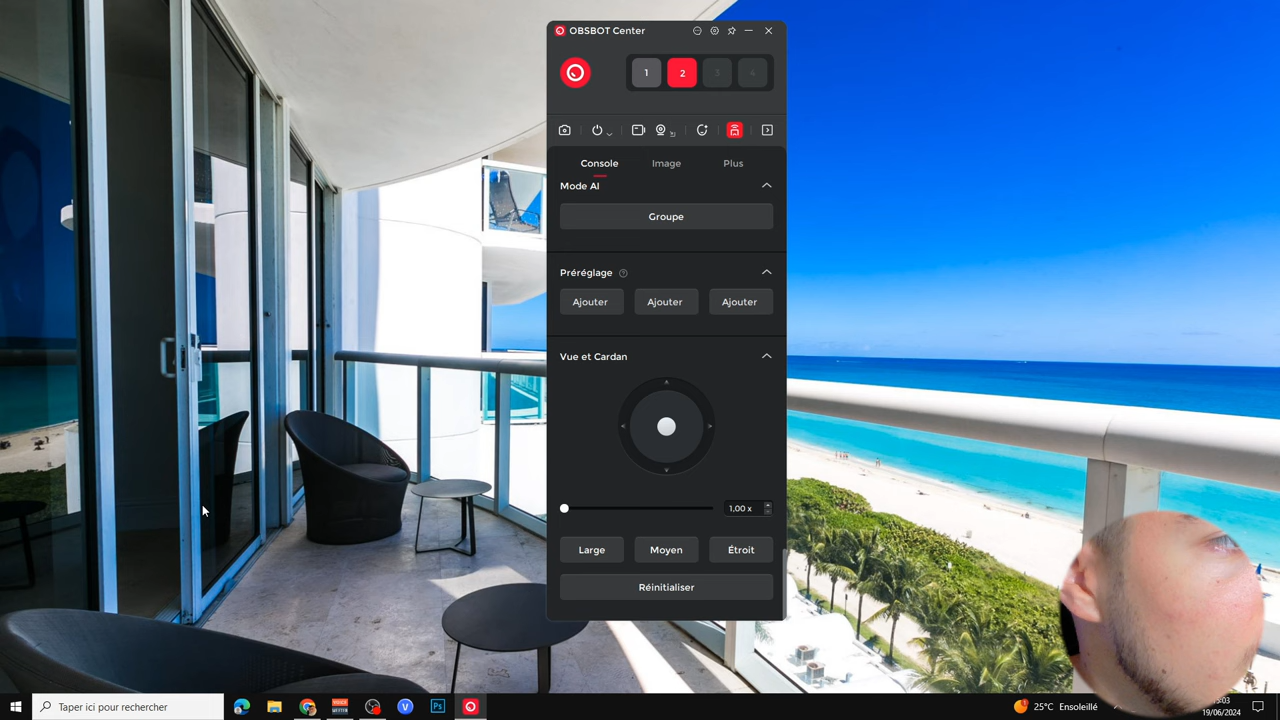 OBSBOT Center
1 2 3 4
Console Image Plus
Mode AI
Groupe
Préréglage
Ajouter Ajouter Ajouter
Vue et Cardan
1,00 x
Large Moyen Étroit
Réinitialiser
Taper ici pour rechercher
V
Ps
25°C Ensoleillé
19/06/2024